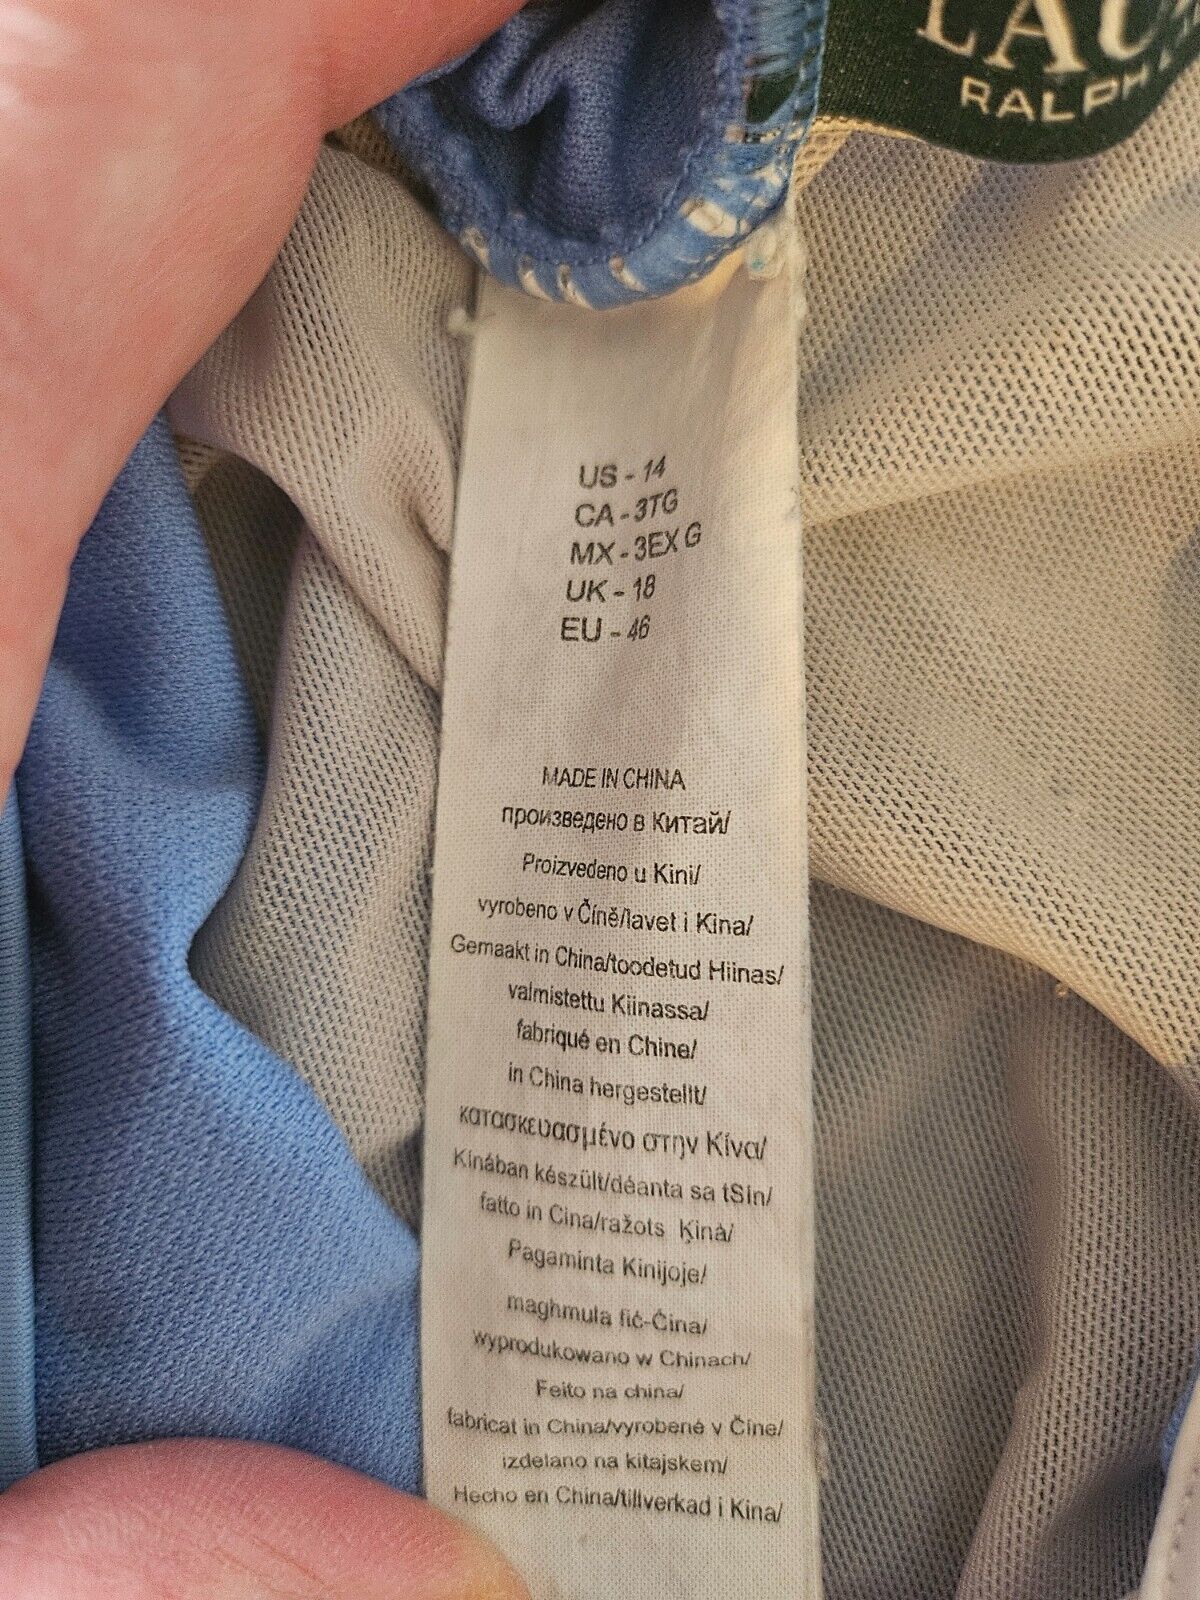 LAU
RALPH
US - 14
CA - 3TG
MX - 3EX G
UK - 18
EU - 46
MADE IN CHINA
произведено в Китай/
Proizvedeno u Kini/
vyrobeno v Číně/lavet i Kina/
Gemaakt in China/toodetud Hiinas/
valmistettu Kiinassa/
fabriqué en Chine/
in China hergestellt/
κατασκευασμένο στην Κίνα/
Kínában készült/déanta sa tSín/
fatto in Cina/ražots Ķīnā/
Pagaminta Kinijoje/
maghmula fić-Ċina/
wyprodukowano w Chinach/
Feito na china/
fabricat in China/vyrobené v Číne/
izdelano na kitajskem/
Hecho en China/tillverkad i Kina/